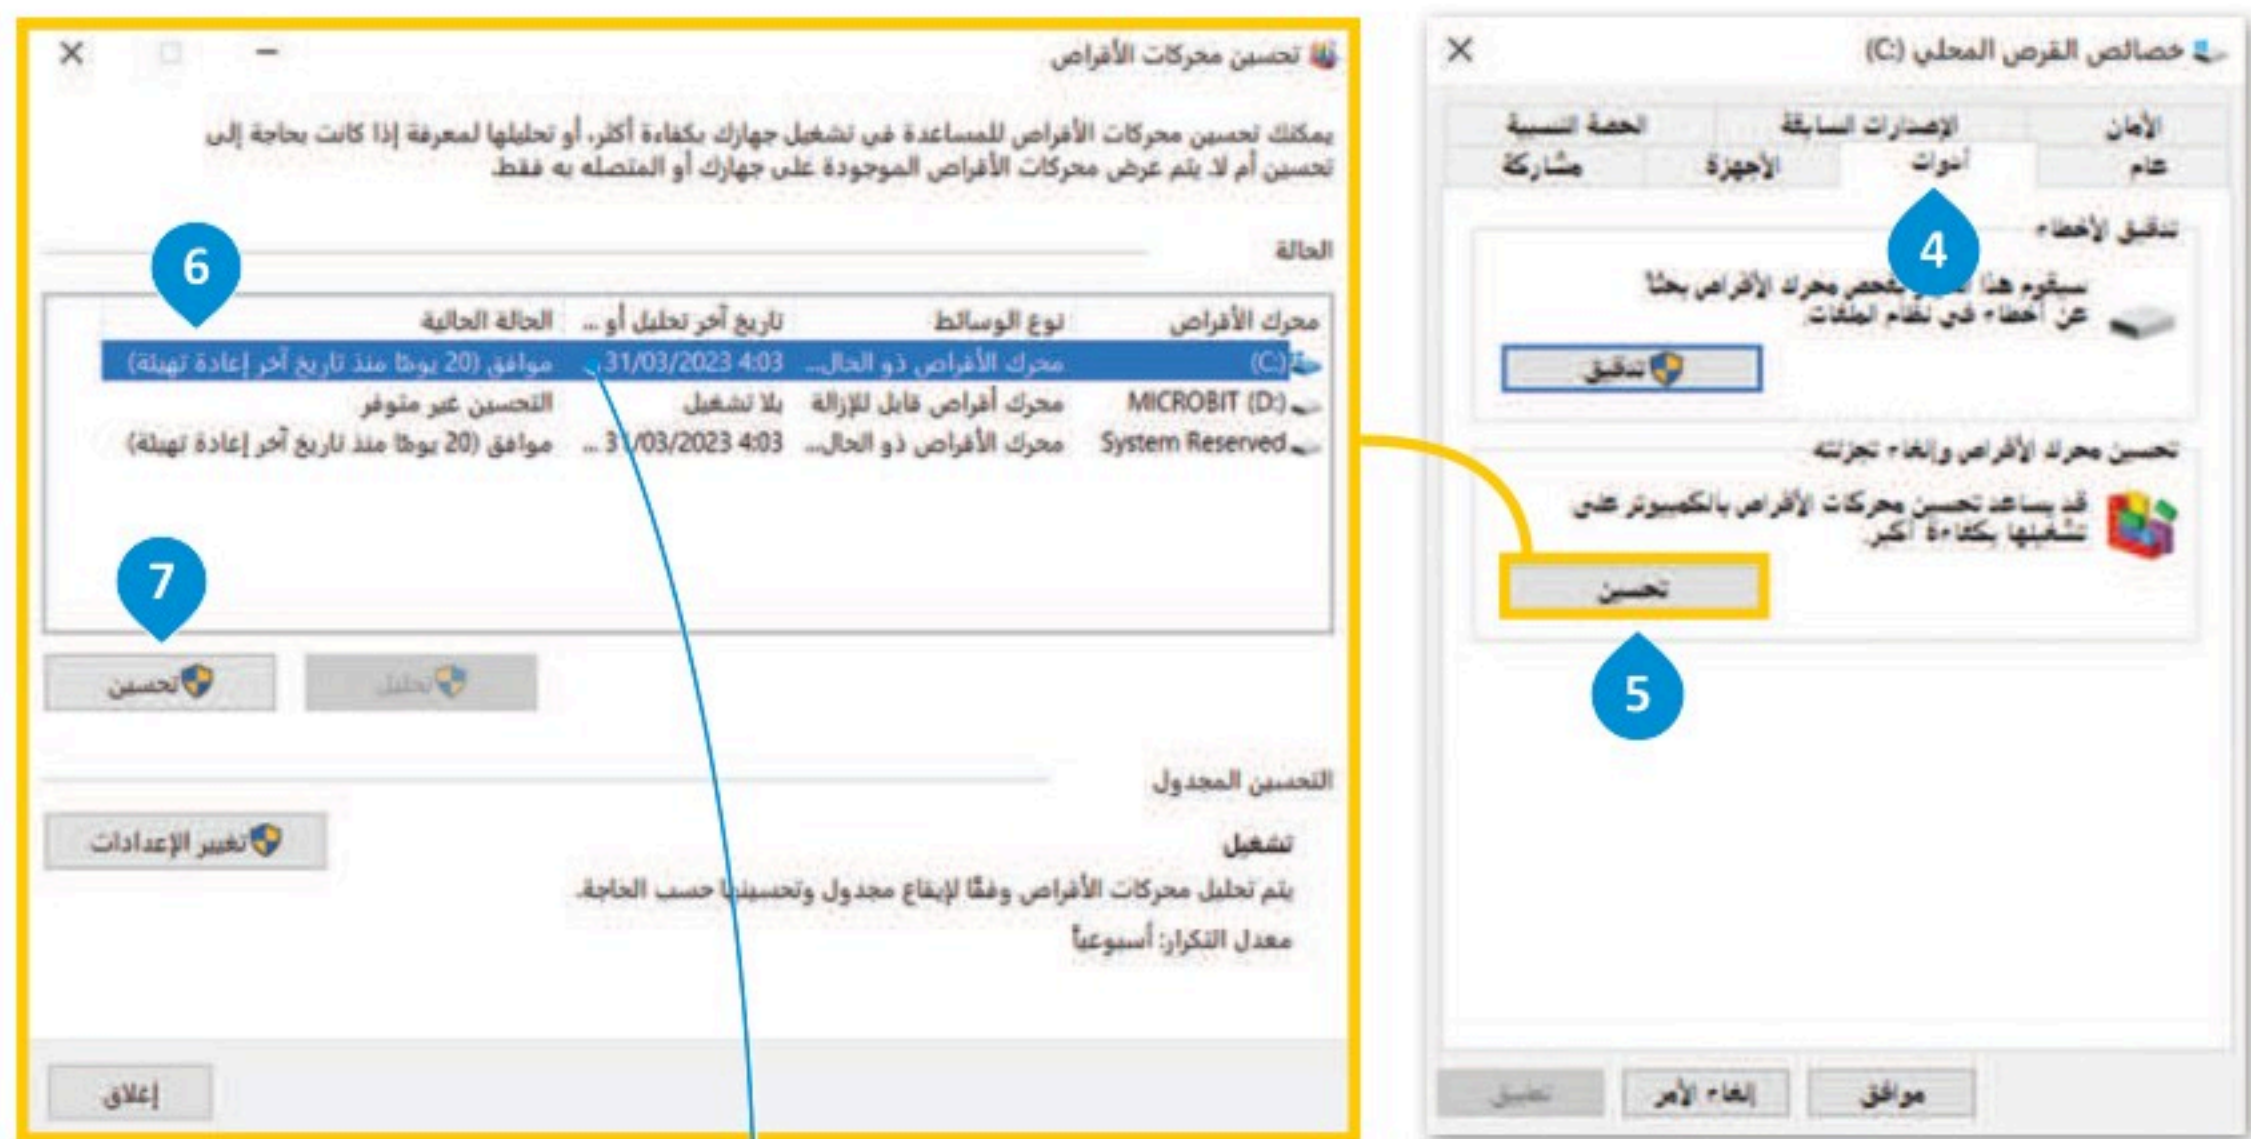 خصائص القرص المحلي (C:)
الأمان الإصدارات السابقة الحصة النسبية
عام أدوات الأجهزة مشاركة
4
تدقيق الأخطاء
سيقوم هذا بفحص محرك الأقراص بحثًا
عن أخطاء في نظام الملفات.
تدقيق
تحسين محرك الأقراص وإلغاء تجزئته
قد يساعد تحسين محركات الأقراص بالكمبيوتر على
تشغيلها بكفاءة أكبر.
تحسين
5
موافق إلغاء الأمر تطبيق
تحسين محركات الأقراص
يمكنك تحسين محركات الأقراص للمساعدة في تشغيل جهازك بكفاءة أكثر، أو تحليلها لمعرفة إذا كانت بحاجة إلى
تحسين أم لا. يتم عرض محركات الأقراص الموجودة على جهازك أو المتصله به فقط.
الحالة
6
محرك الأقراص نوع الوسائط تاريخ آخر تحليل أو ... الحالة الحالية
(C:) محرك الأقراص ذو الحال... 31/03/2023 4:03 موافق (20 يومًا منذ تاريخ آخر إعادة تهيئة)
MICROBIT (D:) محرك أقراص قابل للإزالة بلا تشغيل التحسين غير متوفر
System Reserved محرك الأقراص ذو الحال... 31/03/2023 4:03 ... موافق (20 يومًا منذ تاريخ آخر إعادة تهيئة)
7
تحليل تحسين
التحسين المجدول
تشغيل
تغيير الإعدادات
يتم تحليل محركات الأقراص وفقًا لإيقاع مجدول وتحسينها حسب الحاجة.
معدل التكرار: أسبوعياً
إغلاق